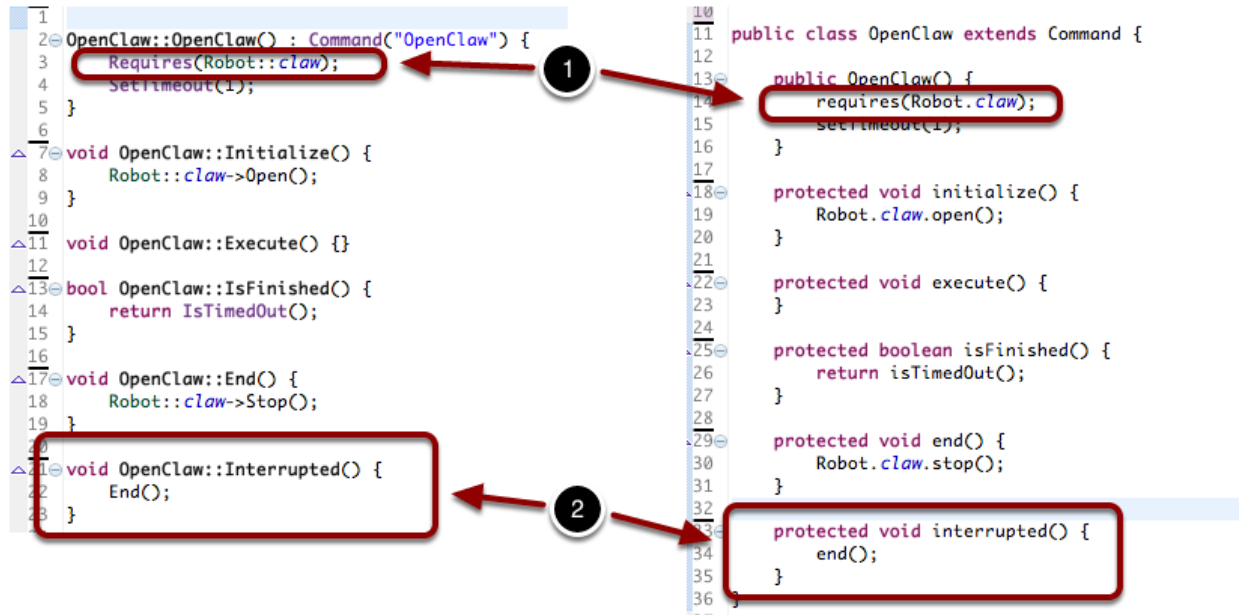 1
2 OpenClaw::OpenClaw() : Command("OpenClaw") {
3 Requires(Robot::claw);
4 SetTimeout(1);
5 }
6
7 void OpenClaw::Initialize() {
8 Robot::claw->Open();
9 }
10
11 void OpenClaw::Execute() {}
12
13 bool OpenClaw::IsFinished() {
14 return IsTimedOut();
15 }
16
17 void OpenClaw::End() {
18 Robot::claw->Stop();
19 }
20
21 void OpenClaw::Interrupted() {
22 End();
23 }
1
2
10
11 public class OpenClaw extends Command {
12
13 public OpenClaw() {
14 requires(Robot.claw);
15 setTimeout(1);
16 }
17
18 protected void initialize() {
19 Robot.claw.open();
20 }
21
22 protected void execute() {
23 }
24
25 protected boolean isFinished() {
26 return isTimedOut();
27 }
28
29 protected void end() {
30 Robot.claw.stop();
31 }
32
33 protected void interrupted() {
34 end();
35 }
36 }